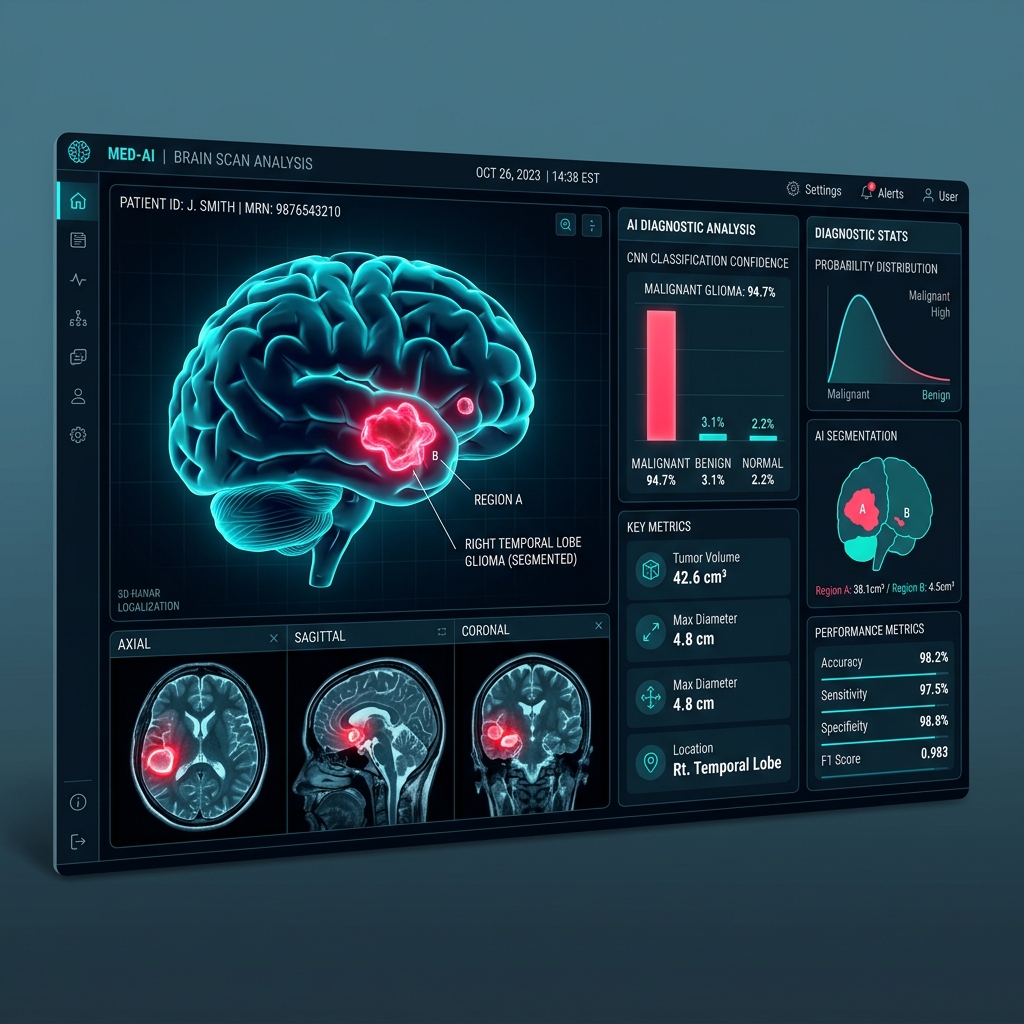 MED-AI | BRAIN SCAN ANALYSIS
OCT 26, 2023 | 14:38 EST
Settings
Alerts
User
PATIENT ID: J. SMITH | MRN: 9876543210
B
REGION A
RIGHT TEMPORAL LOBE
GLIOMA (SEGMENTED)
3D-HANAR
LOCALIZATION
AXIAL
SAGITTAL
CORONAL
AI DIAGNOSTIC ANALYSIS
CNN CLASSIFICATION CONFIDENCE
MALIGNANT GLIOMA: 94.7%
3.1%
2.2%
MALIGNANT BENIGN NORMAL
94.7% 3.1% 2.2%
KEY METRICS
Tumor Volume
42.6 cm³
Max Diameter
4.8 cm
Max Diameter
4.8 cm
Location
Rt. Temporal Lobe
DIAGNOSTIC STATS
PROBABILITY DISTRIBUTION
Malignant
High
Malignant Benign
AI SEGMENTATION
A B
Region A: 38.1cm³ / Region B: 4.5cm³
PERFORMANCE METRICS
Accuracy 98.2%
Sensitivity 97.5%
Specifieity 98.8%
F1 Score 0.983